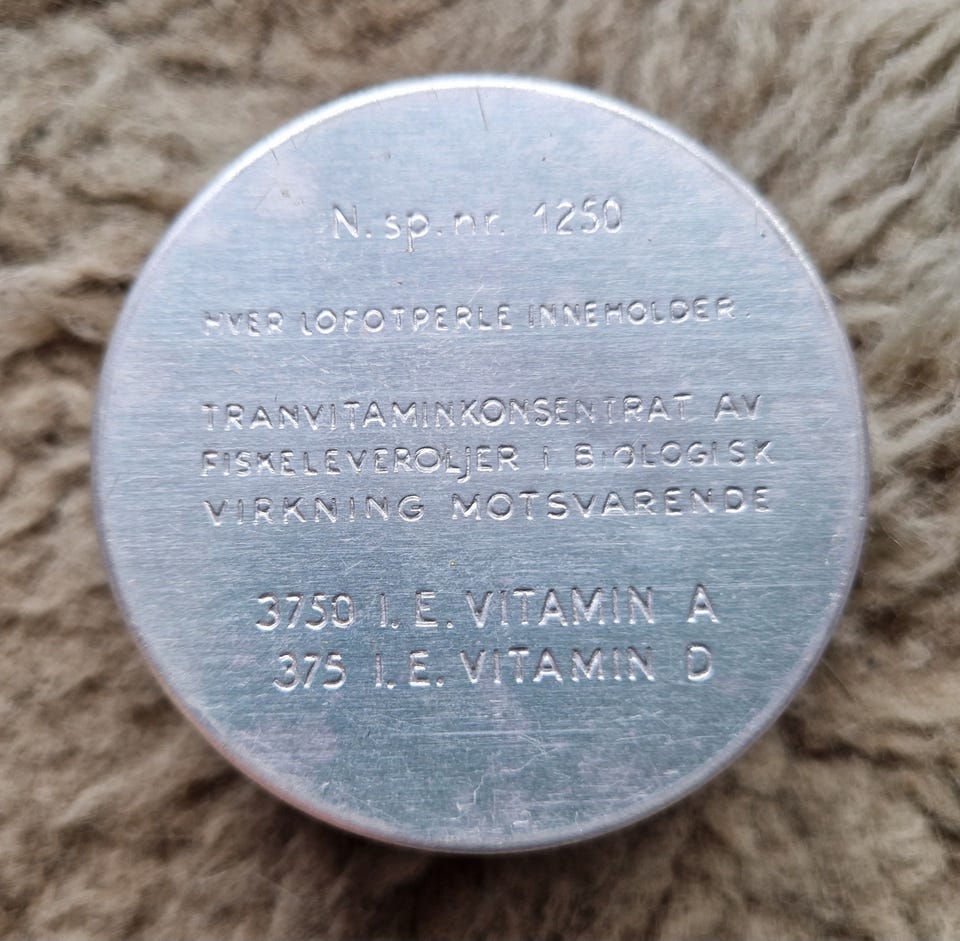 N. sp. nr. 1250
HVER LOFOTPERLE INNEHOLDER:
TRANVITAMINKONSENTRAT AV
FISKELEVEROLJER I BIOLOGISK
VIRKNING MOTSVARENDE
3750 I. E. VITAMIN A
375 I. E. VITAMIN D